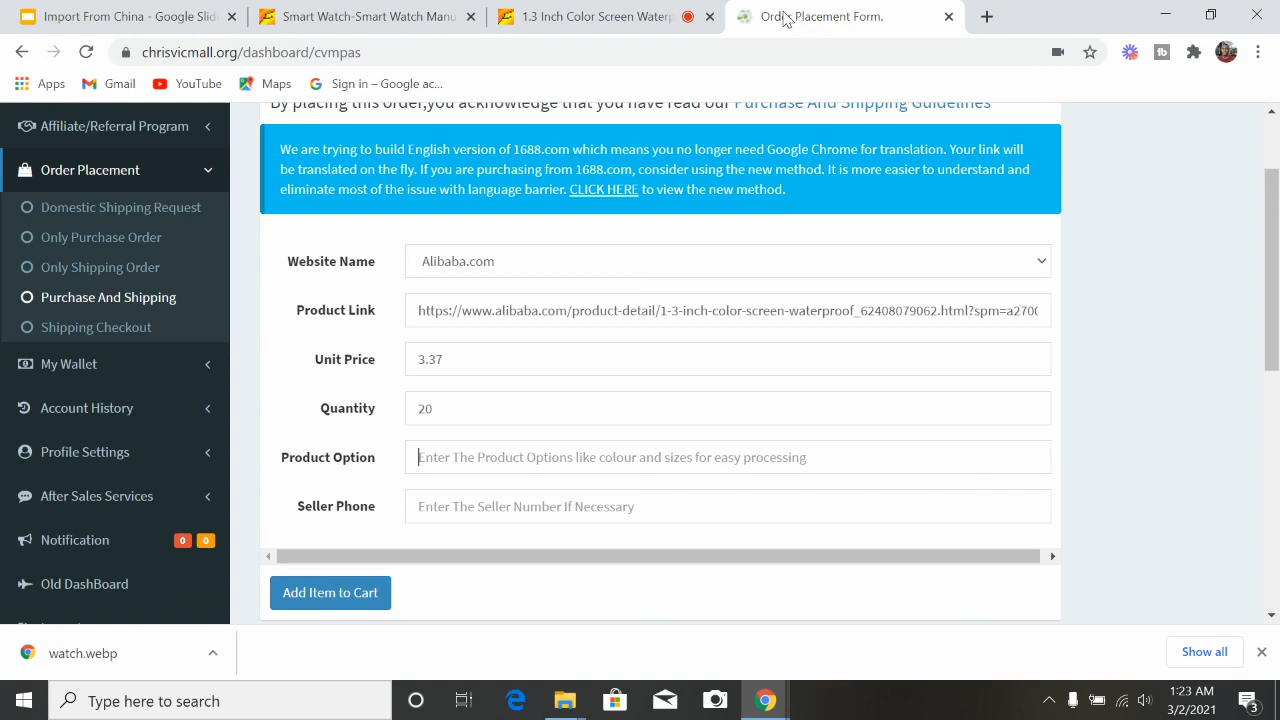 Import From China - Google Slid
Smart Watch-Smart Watch Manu
1.3 Inch Color Screen Waterp
Order Placement Form.
chrisvicmall.org/dashboard/cvmpas
Apps
Gmail
YouTube
Maps
Sign in – Google ac...
By placing this order,you acknowledge that you have read our Purchase And Shipping Guidelines
We are trying to build English version of 1688.com which means you no longer need Google Chrome for translation. Your link will
be translated on the fly. If you are purchasing from 1688.com, consider using the new method. It is more easier to understand and
eliminate most of the issue with language barrier. CLICK HERE to view the new method.
Affiliate/Referral Program
Order Placement
Domestic Shipping Request
Only Purchase Order
Only Shipping Order
Purchase And Shipping
Shipping Checkout
My Wallet
Account History
Profile Settings
After Sales Services
Notification 0 0
Old DashBoard
Website Name Alibaba.com
Product Link https://www.alibaba.com/product-detail/1-3-inch-color-screen-waterproof_62408079062.html?spm=a270
Unit Price 3.37
Quantity 20
Product Option Enter The Product Options like colour and sizes for easy processing
Seller Phone Enter The Seller Number If Necessary
Add Item to Cart
watch.webp
Show all
Type here to search
1:23 AM
3/2/2021
3